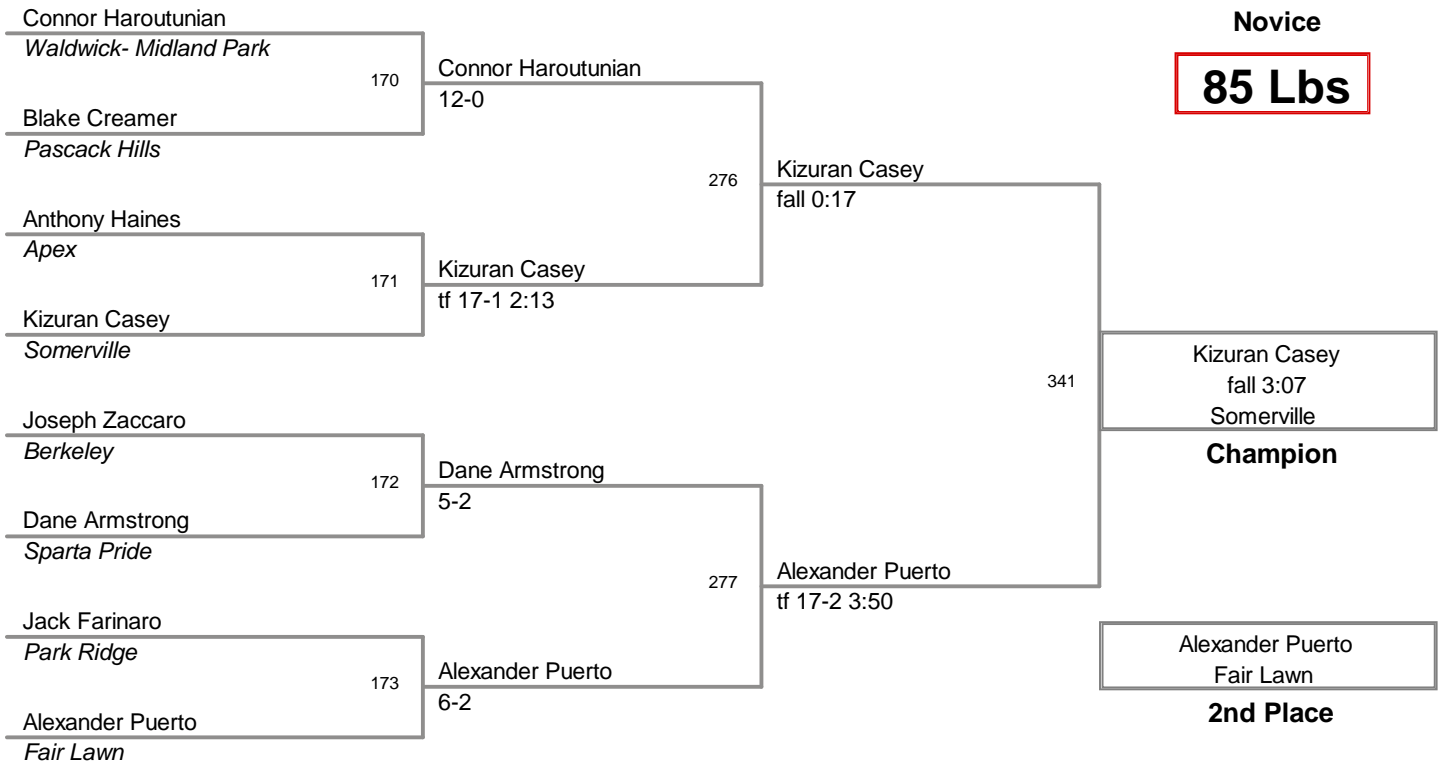 Connor Haroutunian
Waldwick- Midland Park
170
Blake Creamer
Pascack Hills
Anthony Haines
Apex
171
Kizuran Casey
Somerville
Joseph Zaccaro
Berkeley
172
Dane Armstrong
Sparta Pride
Jack Farinaro
Park Ridge
173
Alexander Puerto
Fair Lawn
Connor Haroutunian
12-0
276
Kizuran Casey
tf 17-1 2:13
Dane Armstrong
5-2
277
Alexander Puerto
6-2
Kizuran Casey
fall 0:17
341
Alexander Puerto
tf 17-2 3:50
Novice
85 Lbs
Kizuran Casey
fall 3:07
Somerville
Champion
Alexander Puerto
Fair Lawn
2nd Place